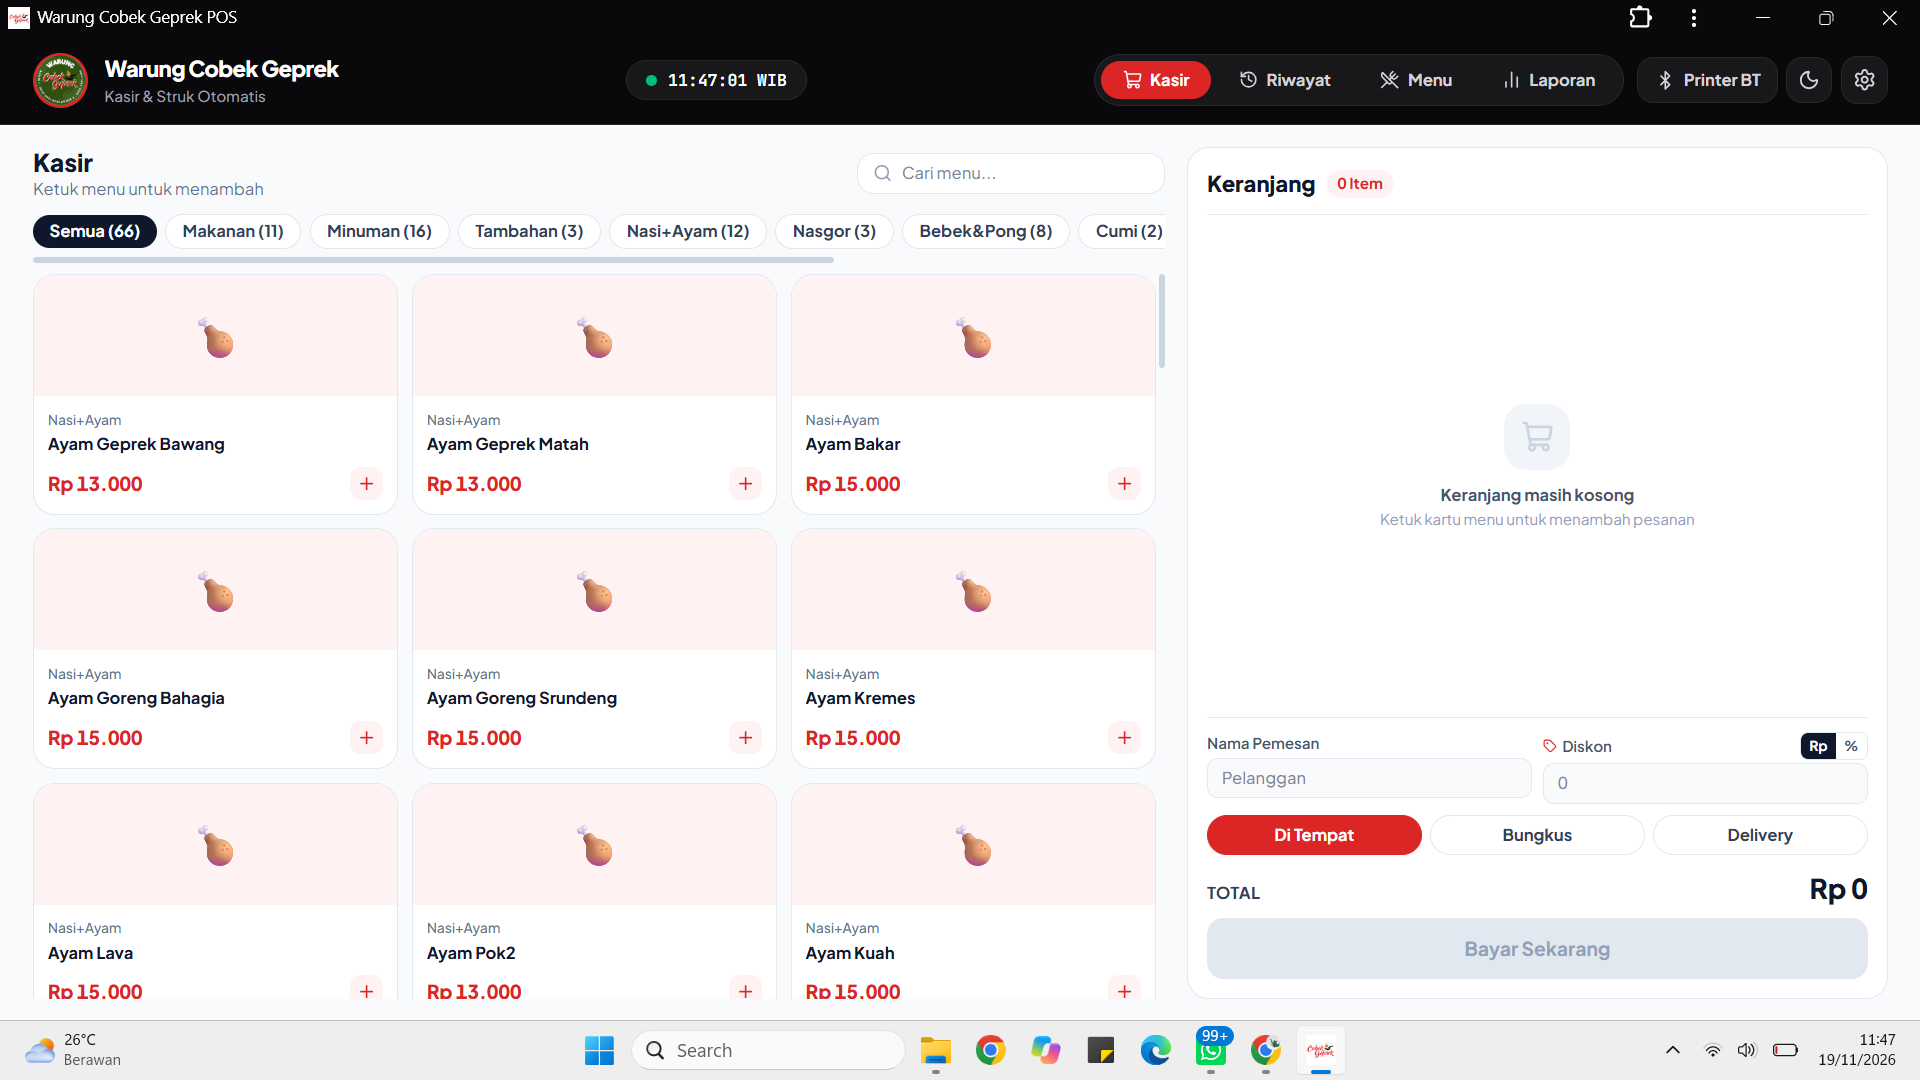 Warung Cobek Geprek POS
Warung Cobek Geprek
Kasir & Struk Otomatis
11:47:01 WIB
Kasir
Riwayat
Menu
Laporan
Printer BT
Kasir
Ketuk menu untuk menambah
Cari menu...
Semua (66)
Makanan (11)
Minuman (16)
Tambahan (3)
Nasi+Ayam (12)
Nasgor (3)
Bebek&Pong (8)
Cumi (2)
Nasi+Ayam
Ayam Geprek Bawang
Rp 13.000
Nasi+Ayam
Ayam Geprek Matah
Rp 13.000
Nasi+Ayam
Ayam Bakar
Rp 15.000
Nasi+Ayam
Ayam Goreng Bahagia
Rp 15.000
Nasi+Ayam
Ayam Goreng Srundeng
Rp 15.000
Nasi+Ayam
Ayam Kremes
Rp 15.000
Nasi+Ayam
Ayam Lava
Rp 15.000
Nasi+Ayam
Ayam Pok2
Rp 13.000
Nasi+Ayam
Ayam Kuah
Rp 15.000
Keranjang
0 Item
Keranjang masih kosong
Ketuk kartu menu untuk menambah pesanan
Nama Pemesan
Pelanggan
Diskon
Rp
%
0
Di Tempat
Bungkus
Delivery
TOTAL
Rp 0
Bayar Sekarang
26°C
Berawan
Search
99+
11:47
19/11/2026